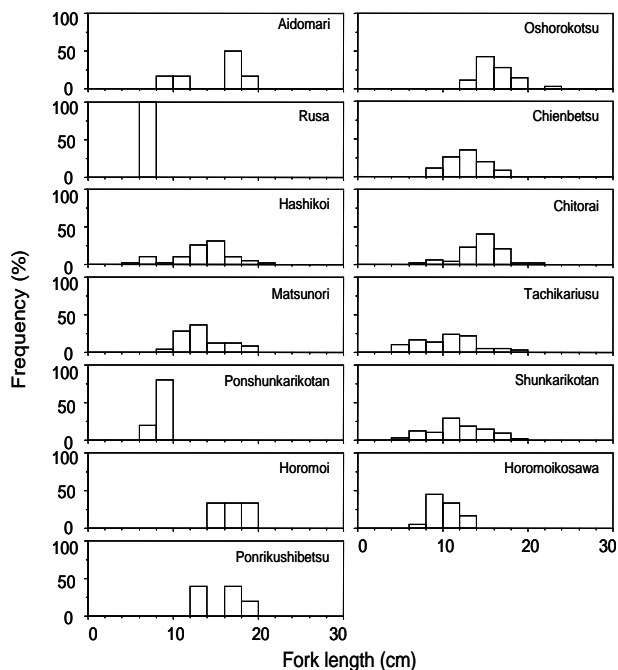 100
50
0
Aidomari
Oshorokotsu
100
50
0
Rusa
Chienbetsu
100
50
0
Hashikoi
Chitorai
100
50
0
Matsunori
Tachikariusu
100
50
0
Ponshunkarikotan
Shunkarikotan
100
50
0
Horomoi
Horomoikosawa
0 10 20 30
100
50
0
Ponrikushibetsu
0 10 20 30
Frequency (%)
Fork length (cm)